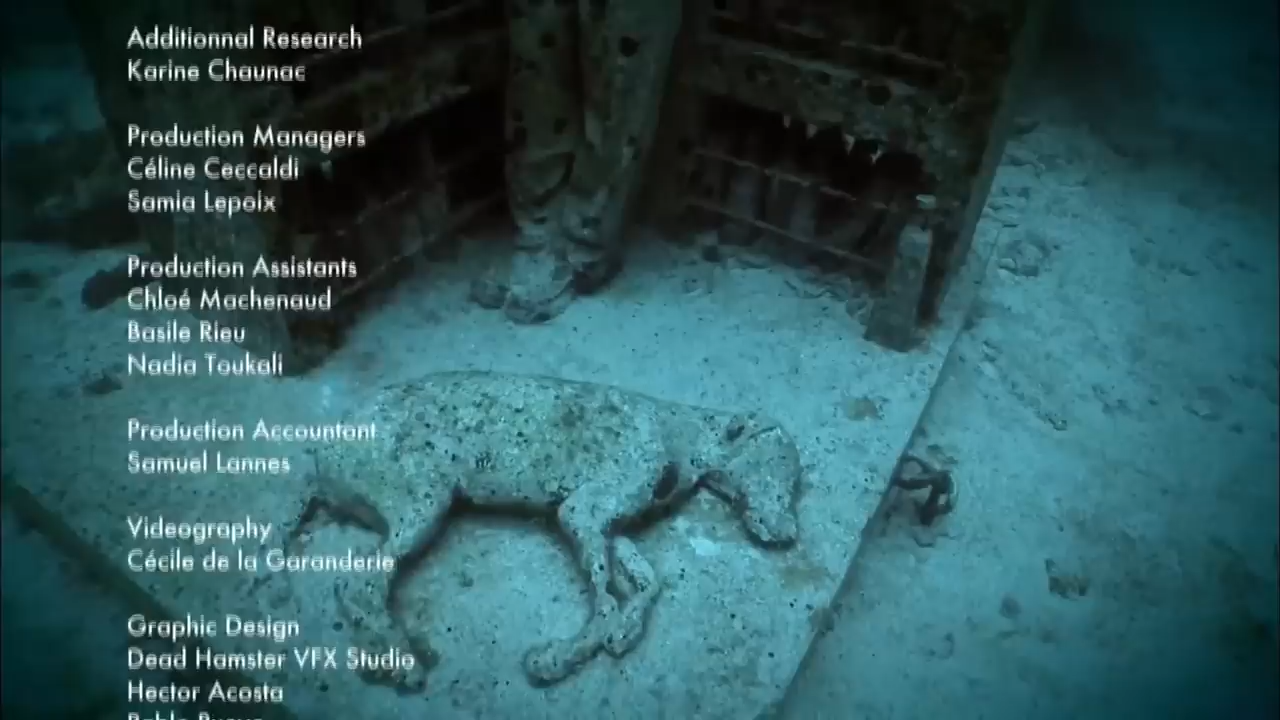 Additionnal Research
Karine Chaunac
Production Managers
Céline Ceccaldi
Samia Lepoix
Production Assistants
Chloé Machenaud
Basile Rieu
Nadia Toukali
Production Accountant
Samuel Lannes
Videography
Cécile de la Garanderie
Graphic Design
Dead Hamster VFX Studio
Hector Acosta